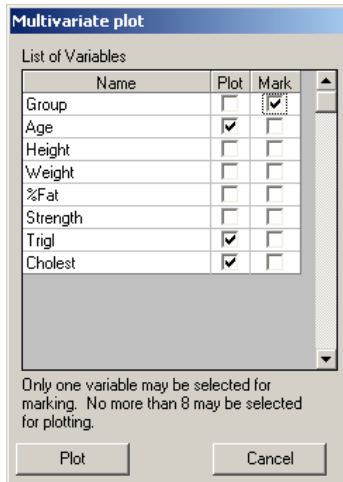 Multivariate plot
List of Variables
Name Plot Mark
Group
Age
Height
Weight
%Fat
Strength
Trigl
Cholest
Only one variable may be selected for
marking. No more than 8 may be selected
for plotting.
Plot Cancel